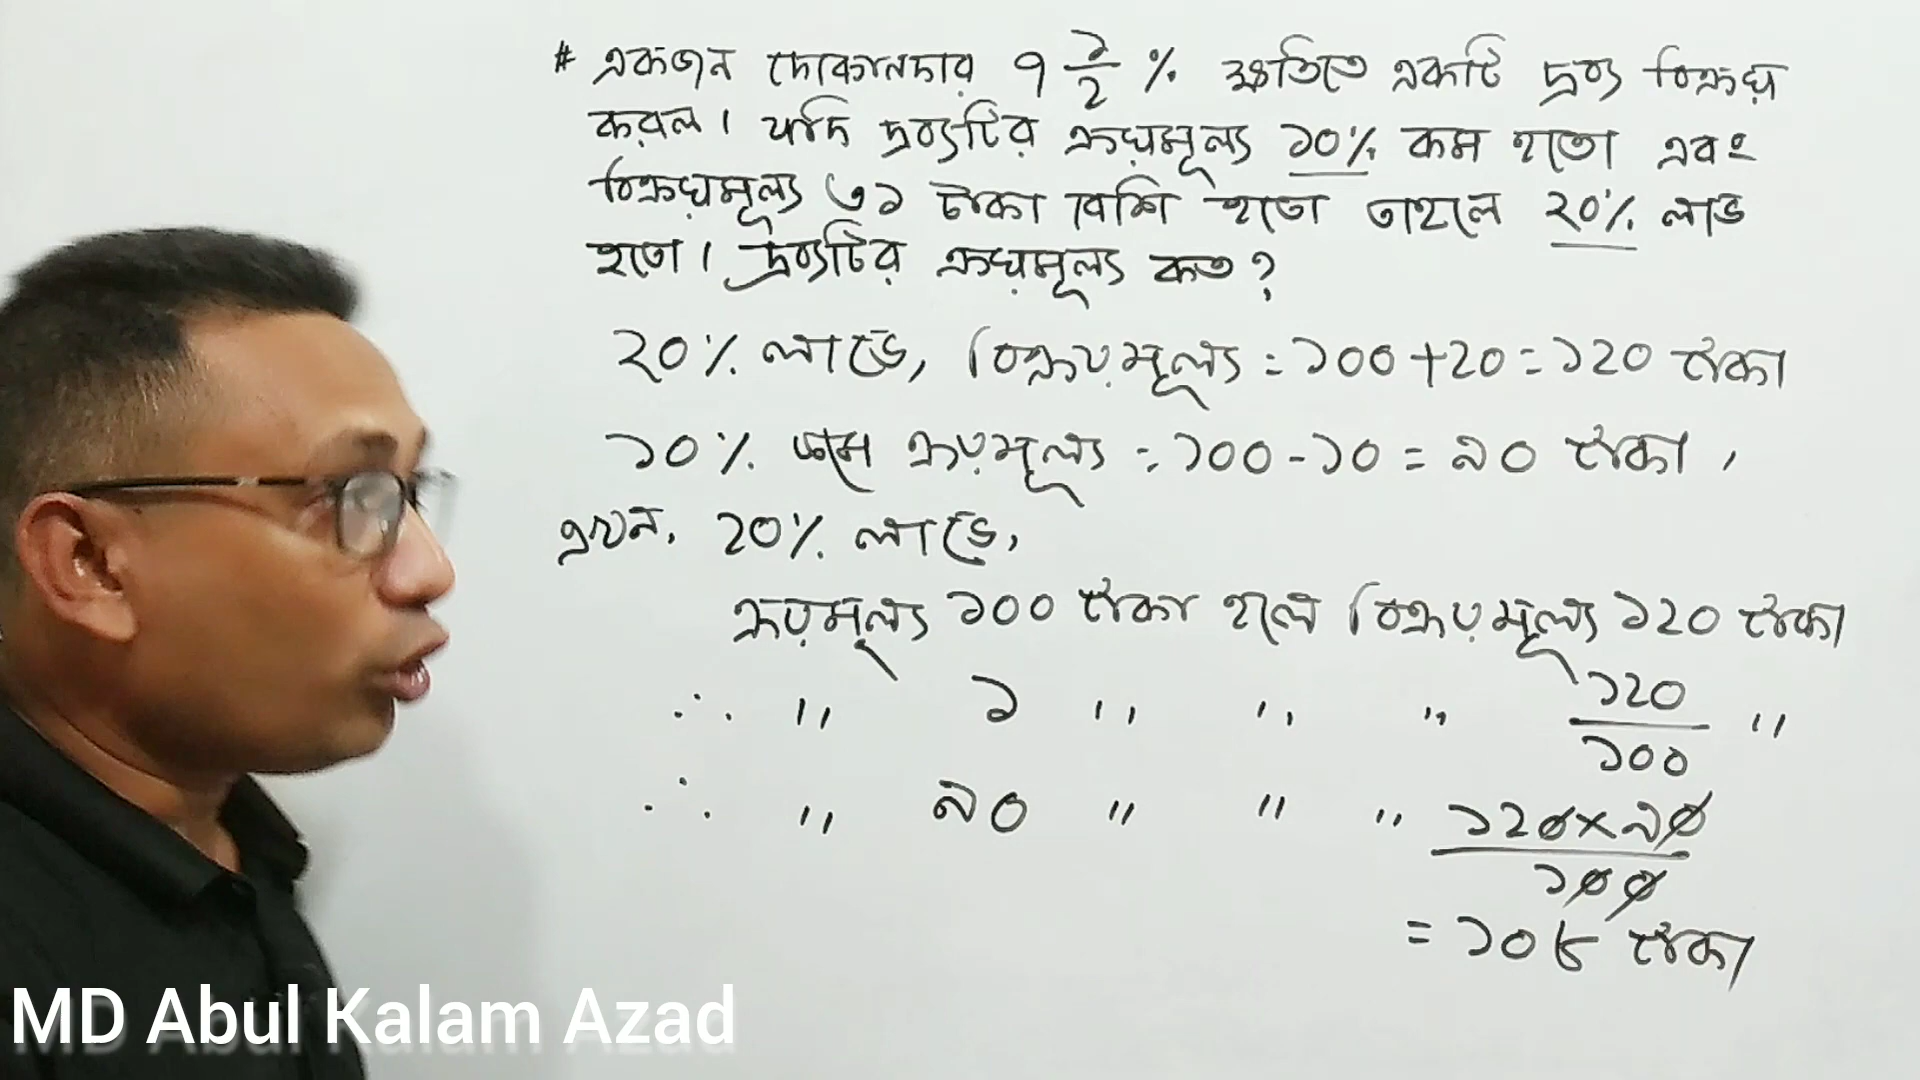 # একজন দোকানদার ৭ ১/২ % ক্ষতিতে একটি দ্রব্য বিক্রয়
করল। যদি দ্রব্যটির ক্রয়মূল্য ১০% কম হতো এবং
বিক্রয়মূল্য ৩১ টাকা বেশি হতো তাহলে ২০% লাভ
হতো। দ্রব্যটির ক্রয়মূল্য কত?
২০% লাভে, বিক্রয়মূল্য = ১০০ + ২০ = ১২০ টাকা
১০% কমে ক্রয়মূল্য = ১০০ - ১০ = ৯০ টাকা,
এখন, ২০% লাভে,
ক্রয়মূল্য ১০০ টাকা হলে বিক্রয়মূল্য ১২০ টাকা
∴ " ১ " " " ১২০/১০০ "
∴ " ৯০ " " " ১২০×৯০/১০০
= ১০৮ টাকা
MD Abul Kalam Azad